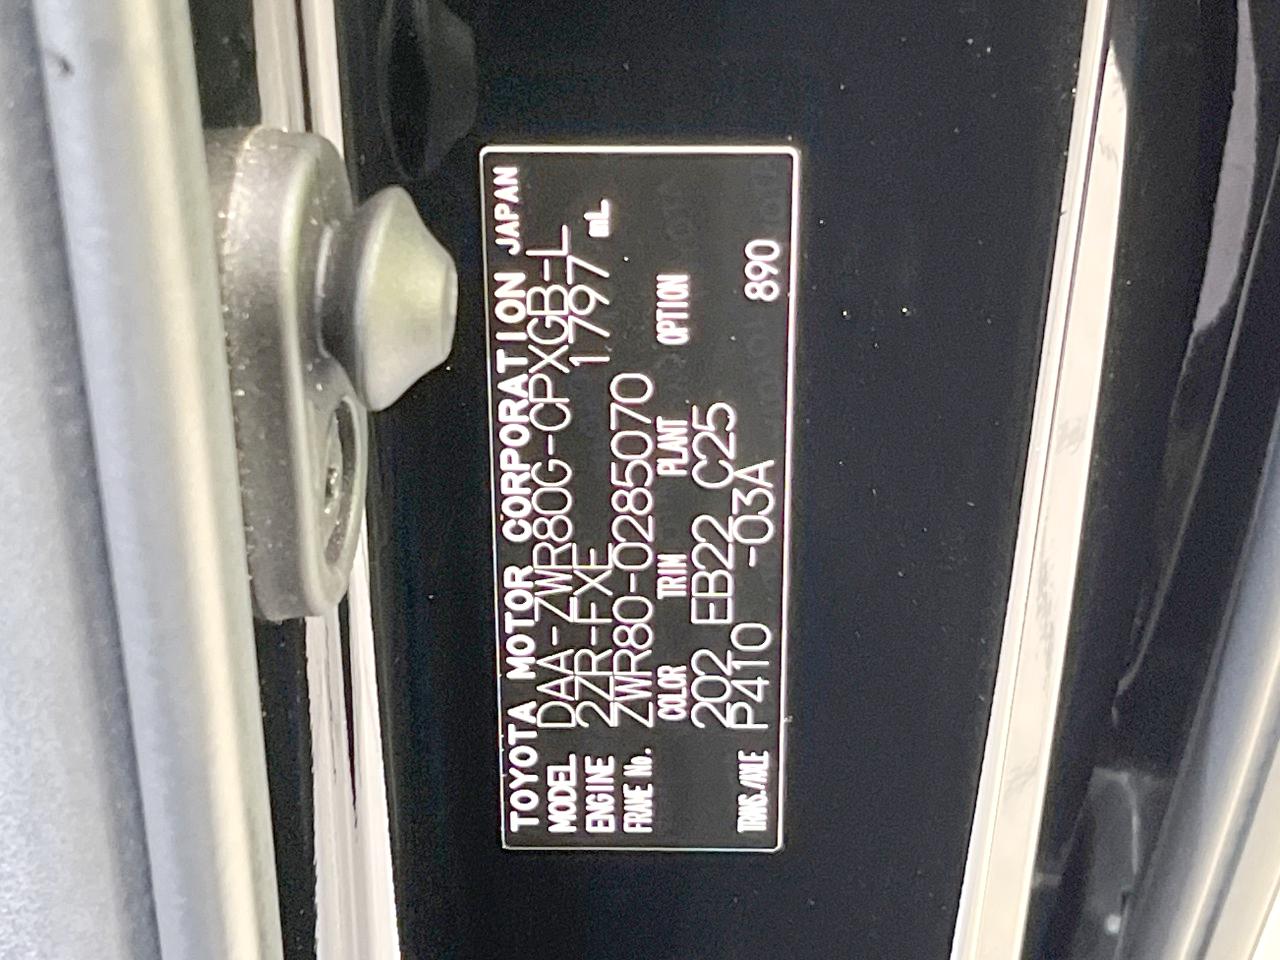 TOYOTA MOTOR CORPORATION JAPAN
MODEL DAA-ZWR80G-CPXGB-L
ENGINE 2ZR-FXE 1797 mL
FRAME No. ZWR80-0285070
COLOR TRIM PLANT OPTION
202 EB22 C25
TRANS./AXLE P410 -03A 890